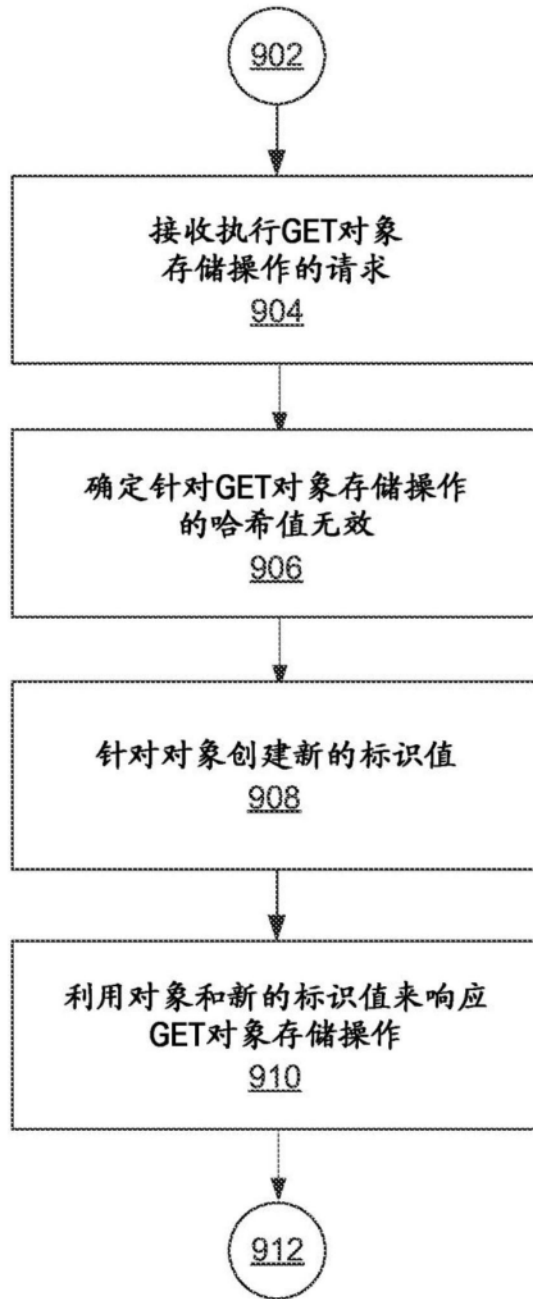 902
接收执行GET对象
存储操作的请求
904
确定针对GET对象存储操作
的哈希值无效
906
针对对象创建新的标识值
908
利用对象和新的标识值来响应
GET对象存储操作
910
912